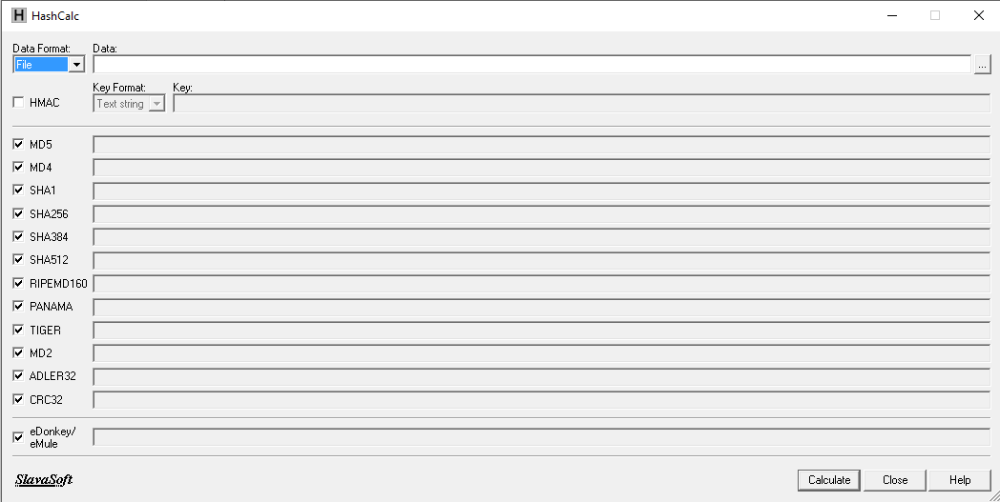 H HashCalc
Data Format: Data:
File ...
Key Format: Key:
HMAC Text string
MD5
MD4
SHA1
SHA256
SHA384
SHA512
RIPEMD160
PANAMA
TIGER
MD2
ADLER32
CRC32
eDonkey/
eMule
SlavaSoft Calculate Close Help